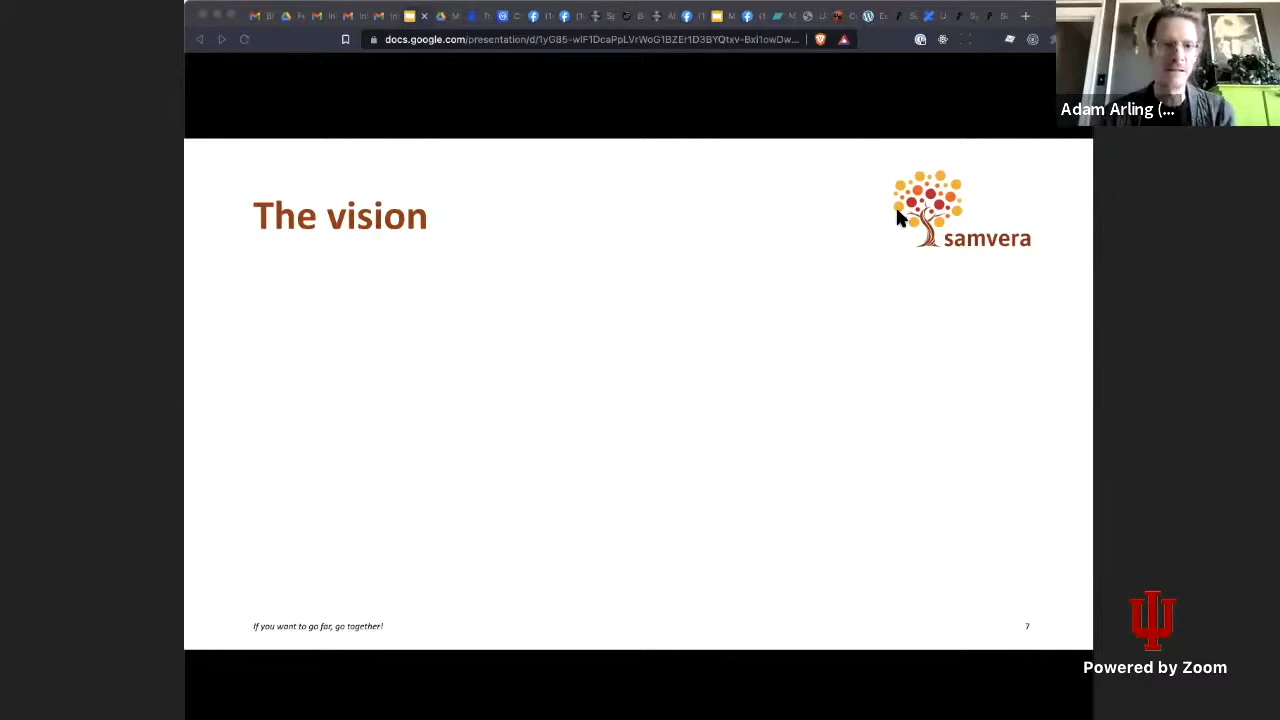 docs.google.com/presentation/d/1yG85-wIF1DcaPpLVrWoG1BZEr1D3BYQtxv-Bxi1owDw...
Adam Arling (...
The vision
samvera
If you want to go far, go together!
7
Powered by Zoom